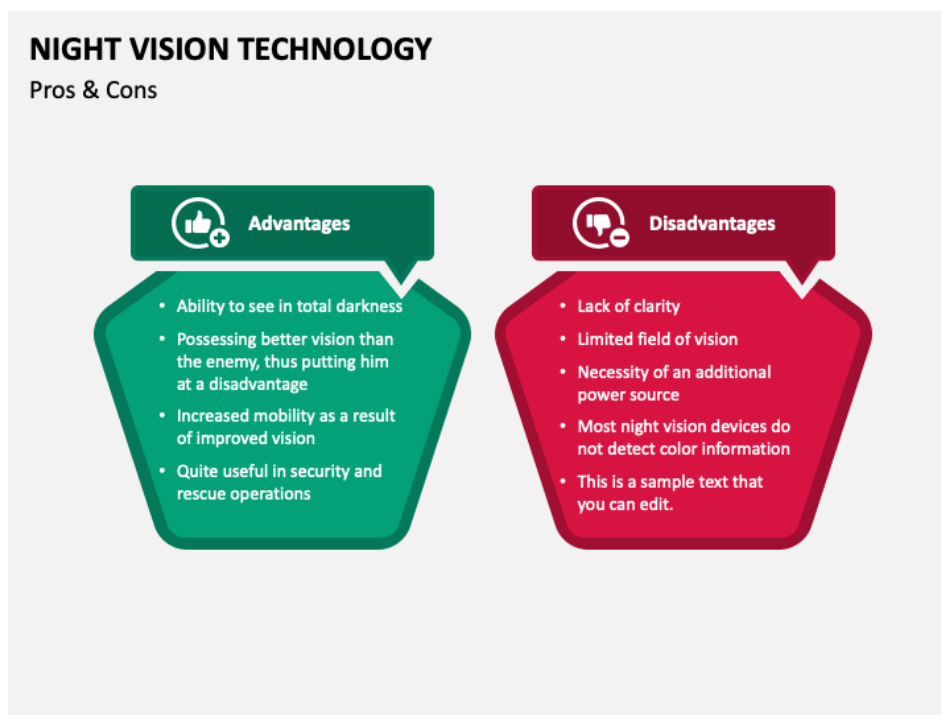 NIGHT VISION TECHNOLOGY
Pros & Cons
Advantages
• Ability to see in total darkness
• Possessing better vision than
the enemy, thus putting him
at a disadvantage
• Increased mobility as a result
of improved vision
• Quite useful in security and
rescue operations
Disadvantages
• Lack of clarity
• Limited field of vision
• Necessity of an additional
power source
• Most night vision devices do
not detect color information
• This is a sample text that
you can edit.